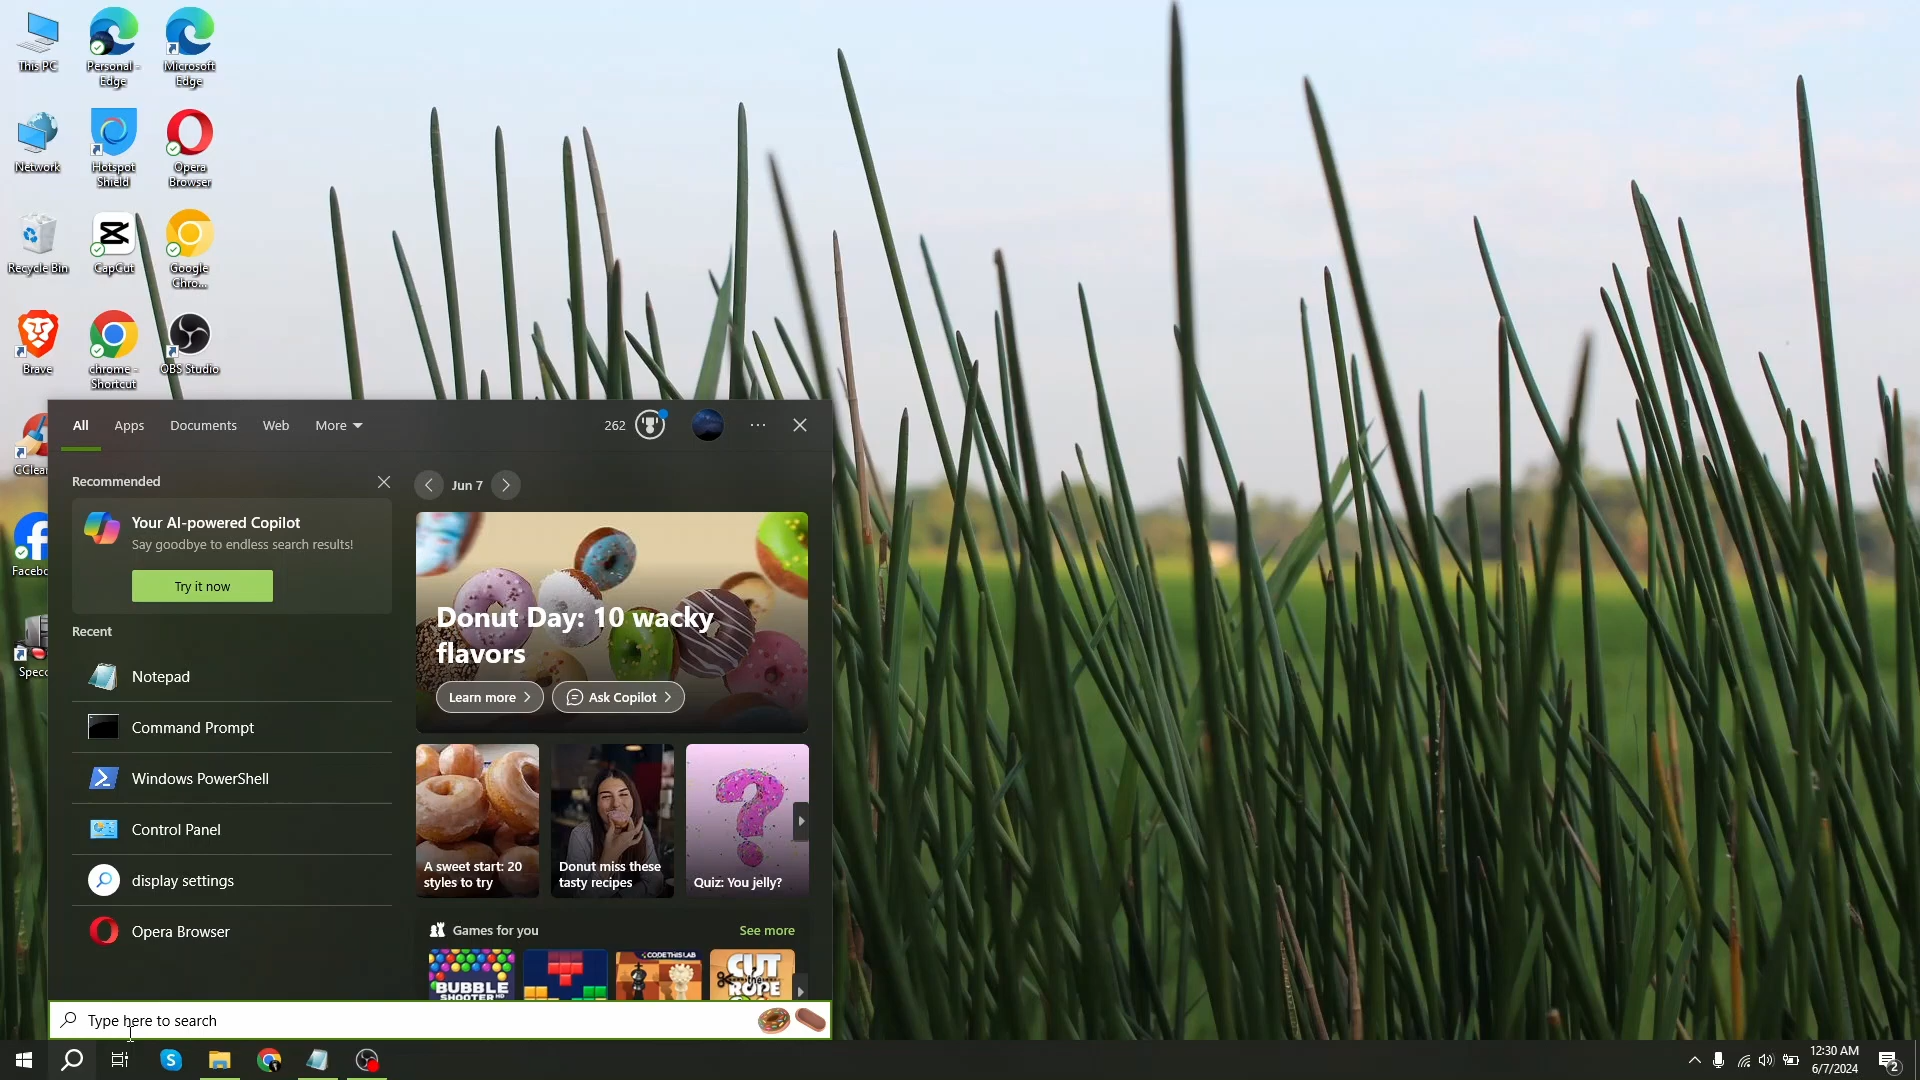 This PC
Personal -
Edge
Microsoft
Edge
Network
Hotspot
Shield
Opera
Browser
Recycle Bin
CapCut
Google
Chro...
Brave
chrome -
Shortcut
OBS Studio
All
Apps
Documents
Web
More
262
Recommended
Your AI-powered Copilot
Say goodbye to endless search results!
Try it now
Recent
Notepad
Command Prompt
Windows PowerShell
Control Panel
display settings
Opera Browser
Jun 7
Donut Day: 10 wacky
flavors
Learn more
Ask Copilot
A sweet start: 20
styles to try
Donut miss these
tasty recipes
Quiz: You jelly?
Games for you
See more
BUBBLE
SHOOTER HD
CODETHISLAB
CUT
the
ROPE
Type here to search
12:30 AM
6/7/2024
2